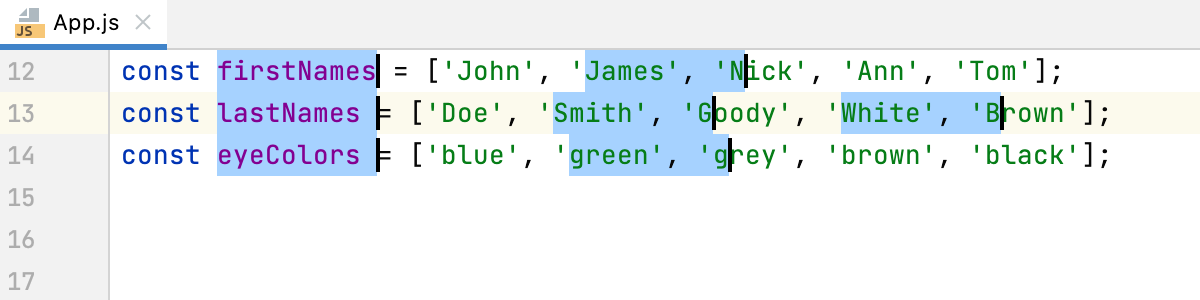 JS App.js
12 const firstNames = ['John', 'James', 'Nick', 'Ann', 'Tom'];
13 const lastNames = ['Doe', 'Smith', 'Goody', 'White', 'Brown'];
14 const eyeColors = ['blue', 'green', 'grey', 'brown', 'black'];
15
16
17